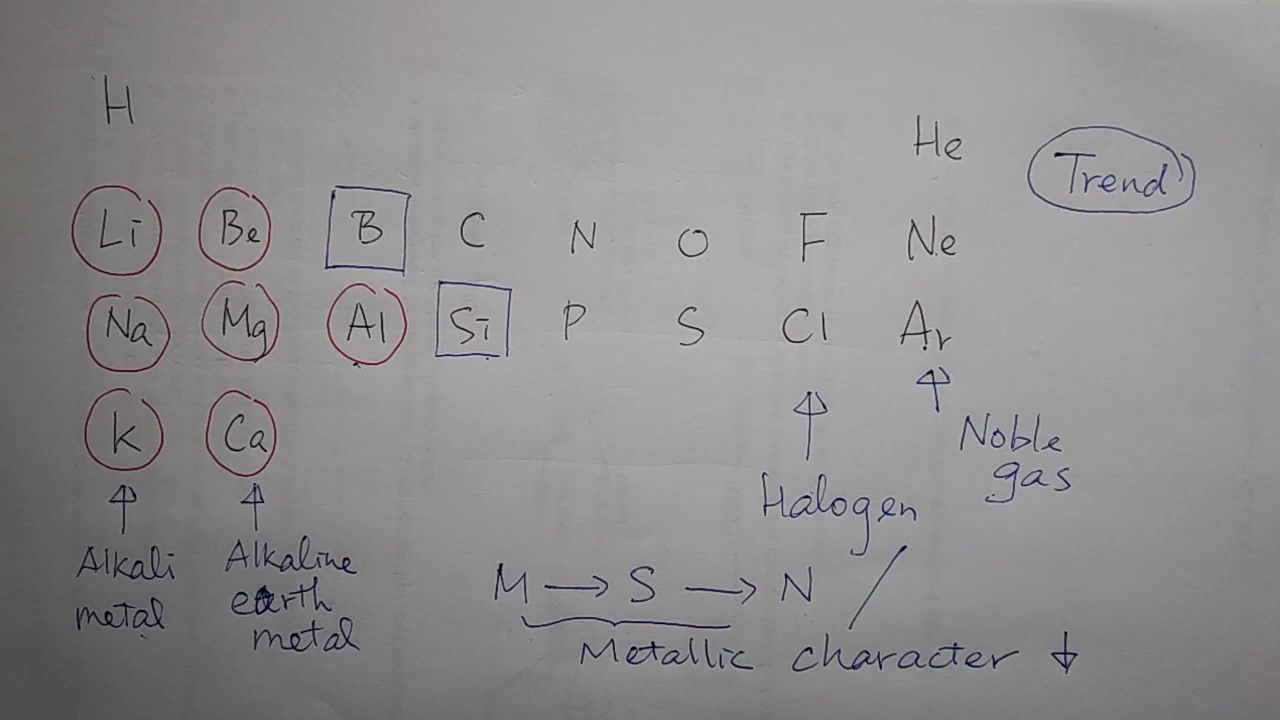 H
He
Trend
Li Be B C N O F Ne
Na Mg Al Si P S Cl Ar
K Ca
Noble
gas
Halogen
Alkali
metal
Alkaline
earth
metal
M → S → N
Metallic character ↓